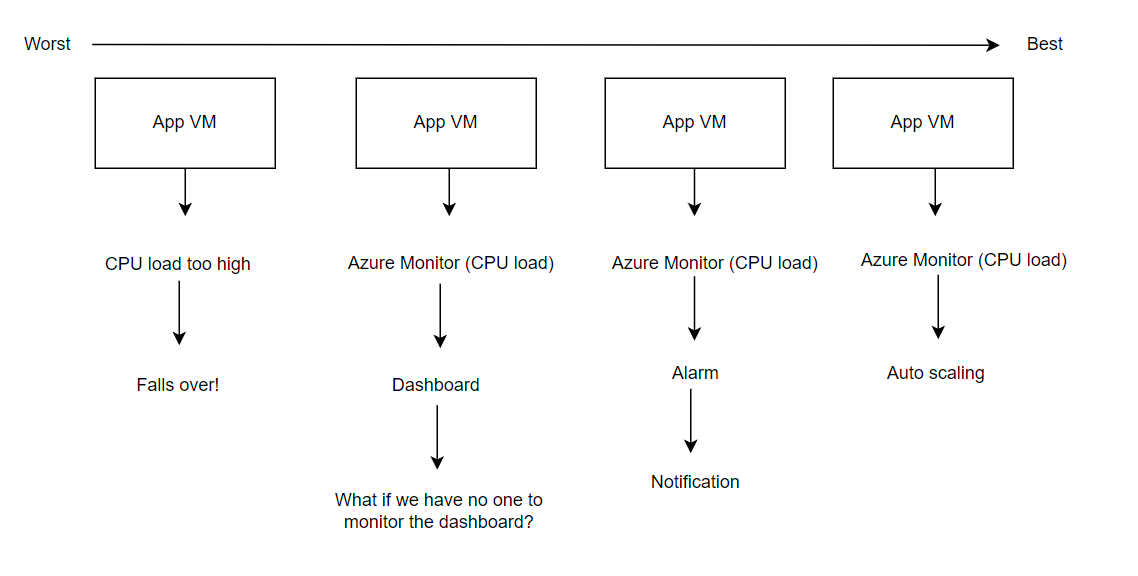 Worst
Best
App VM
App VM
App VM
App VM
CPU load too high
Azure Monitor (CPU load)
Azure Monitor (CPU load)
Azure Monitor (CPU load)
Falls over!
Dashboard
Alarm
Auto scaling
What if we have no one to
monitor the dashboard?
Notification